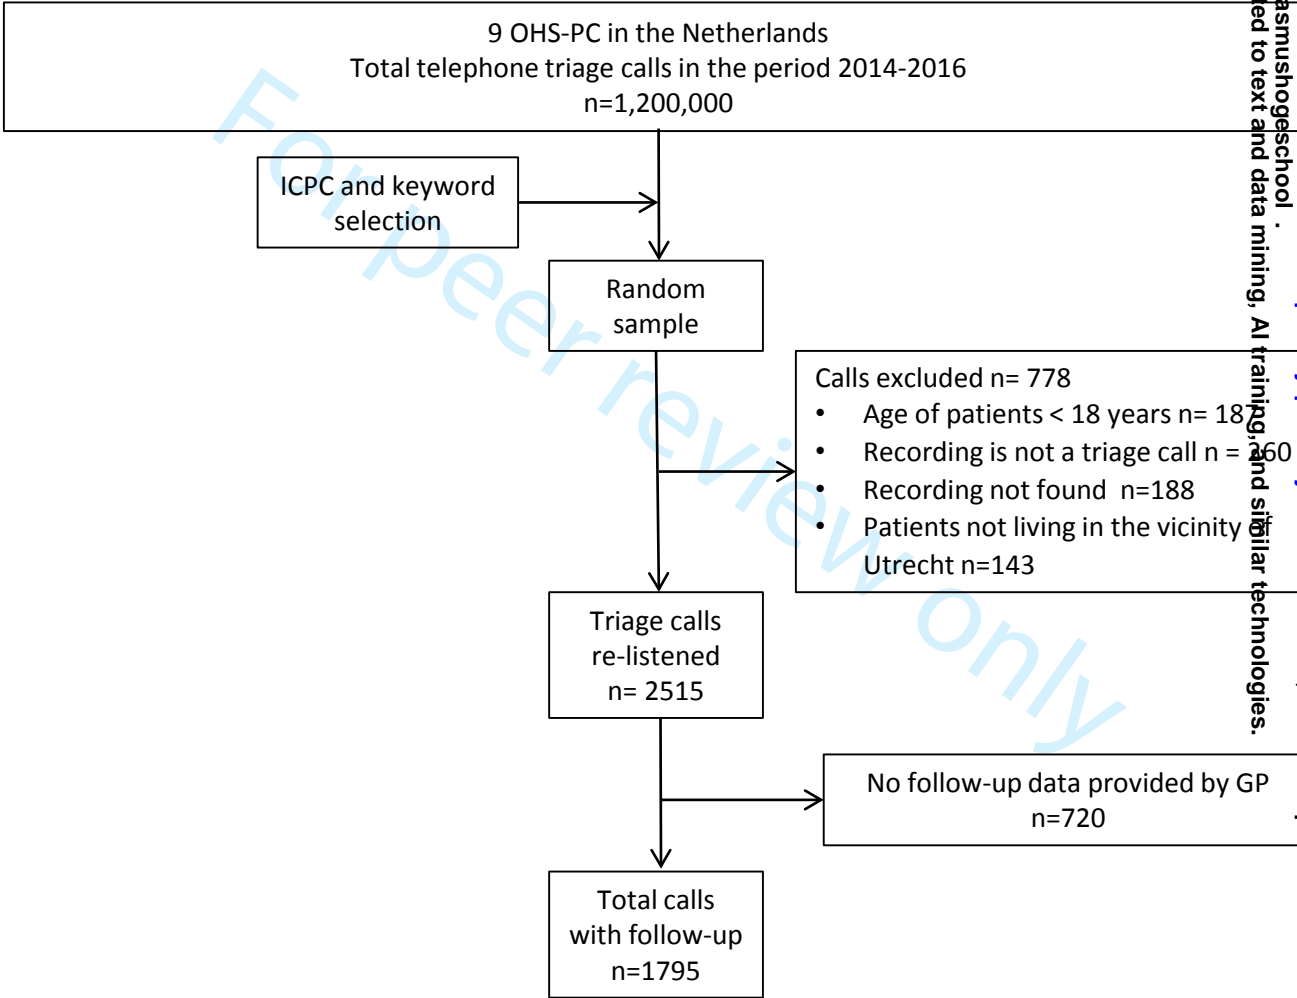 9 OHS-PC in the Netherlands
Total telephone triage calls in the period 2014-2016
n=1,200,000
ICPC and keyword
selection
Random
sample
Calls excluded n= 778
• Age of patients < 18 years n= 187
• Recording is not a triage call n = 260
• Recording not found n=188
• Patients not living in the vicinity of
Utrecht n=143
Triage calls
re-listened
n= 2515
No follow-up data provided by GP
n=720
Total calls
with follow-up
n=1795
For peer review only
asmushogeschool .
ted to text and data mining, AI training, and similar technologies.